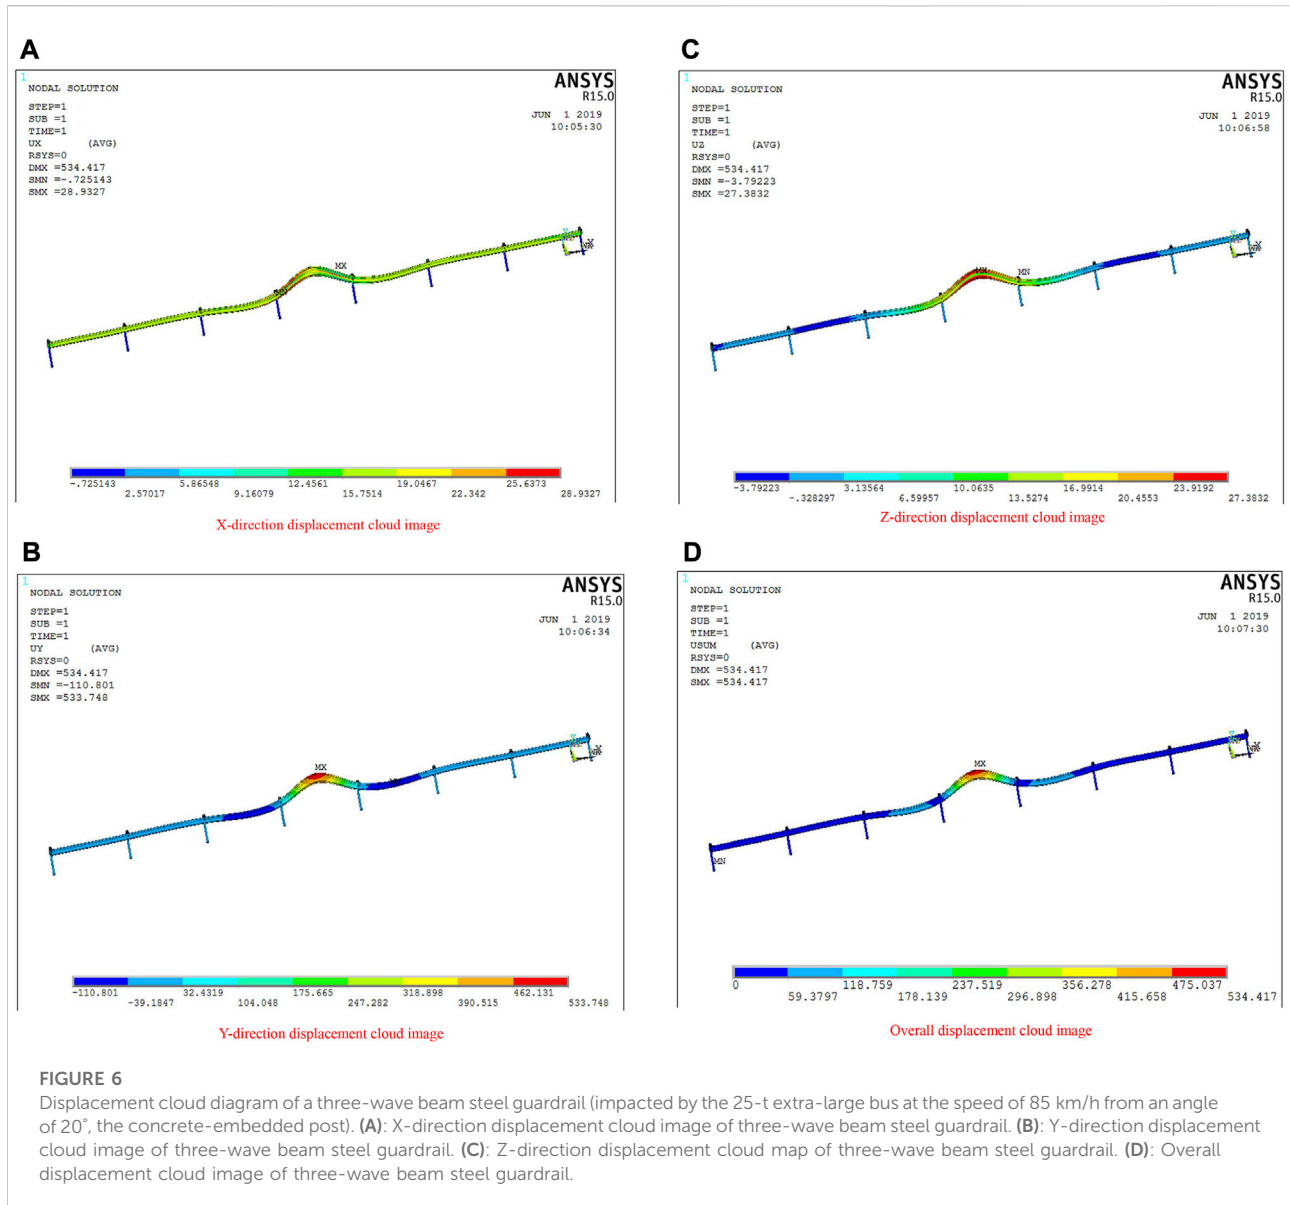 A
1
NODAL SOLUTION
STEP=1
SUB =1
TIME=1
UX (AVG)
RSYS=0
DMX =534.417
SMN =-.725143
SMX =28.9327
ANSYS
R15.0
JUN 1 2019
10:05:30
MX
-.725143 5.86548 12.4561 19.0467 25.6373
2.57017 9.16079 15.7514 22.342 28.9327
X-direction displacement cloud image
B
1
NODAL SOLUTION
STEP=1
SUB =1
TIME=1
UY (AVG)
RSYS=0
DMX =534.417
SMN =-110.801
SMX =533.748
ANSYS
R15.0
JUN 1 2019
10:06:34
MX
-110.801 32.4319 175.665 318.898 462.131
-39.1847 104.048 247.282 390.515 533.748
Y-direction displacement cloud image
C
1
NODAL SOLUTION
STEP=1
SUB =1
TIME=1
UZ (AVG)
RSYS=0
DMX =534.417
SMN =-3.79223
SMX =27.3832
ANSYS
R15.0
JUN 1 2019
10:06:58
MX MN
-3.79223 3.13564 10.0635 16.9914 23.9192
-.328297 6.59957 13.5274 20.4553 27.3832
Z-direction displacement cloud image
D
1
NODAL SOLUTION
STEP=1
SUB =1
TIME=1
USUM (AVG)
RSYS=0
DMX =534.417
SMX =534.417
ANSYS
R15.0
JUN 1 2019
10:07:30
MX
MN
0 118.759 237.519 356.278 475.037
59.3797 178.139 296.898 415.658 534.417
Overall displacement cloud image
FIGURE 6
Displacement cloud diagram of a three-wave beam steel guardrail (impacted by the 25-t extra-large bus at the speed of 85 km/h from an angle
of 20°, the concrete-embedded post). (A): X-direction displacement cloud image of three-wave beam steel guardrail. (B): Y-direction displacement
cloud image of three-wave beam steel guardrail. (C): Z-direction displacement cloud map of three-wave beam steel guardrail. (D): Overall
displacement cloud image of three-wave beam steel guardrail.